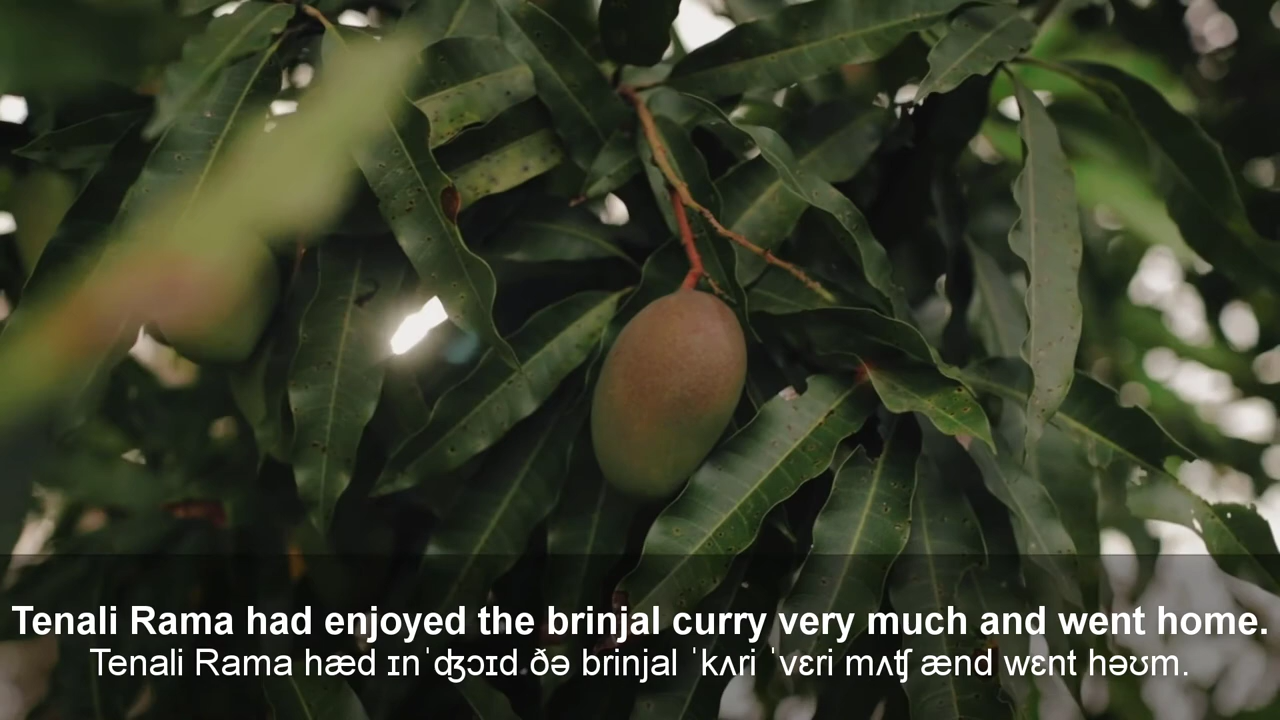 Tenali Rama had enjoyed the brinjal curry very much and went home.
Tenali Rama hæd ɪnˈʤɔɪd ðə brinjal ˈkʌri ˈvɛri mʌʧ ænd wɛnt həʊm.